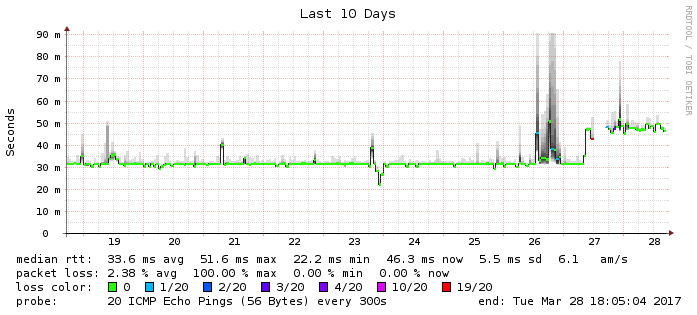 Last 10 Days
RRDTOOL / TOBI OETIKER
Seconds
90 m
80 m
70 m
60 m
50 m
40 m
30 m
20 m
10 m
0
19 20 21 22 23 24 25 26 27 28
median rtt: 33.6 ms avg 51.6 ms max 22.2 ms min 46.3 ms now 5.5 ms sd 6.1 am/s
packet loss: 2.38 % avg 100.00 % max 0.00 % min 0.00 % now
loss color: 0 1/20 2/20 3/20 4/20 10/20 19/20
probe: 20 ICMP Echo Pings (56 Bytes) every 300s end: Tue Mar 28 18:05:04 2017